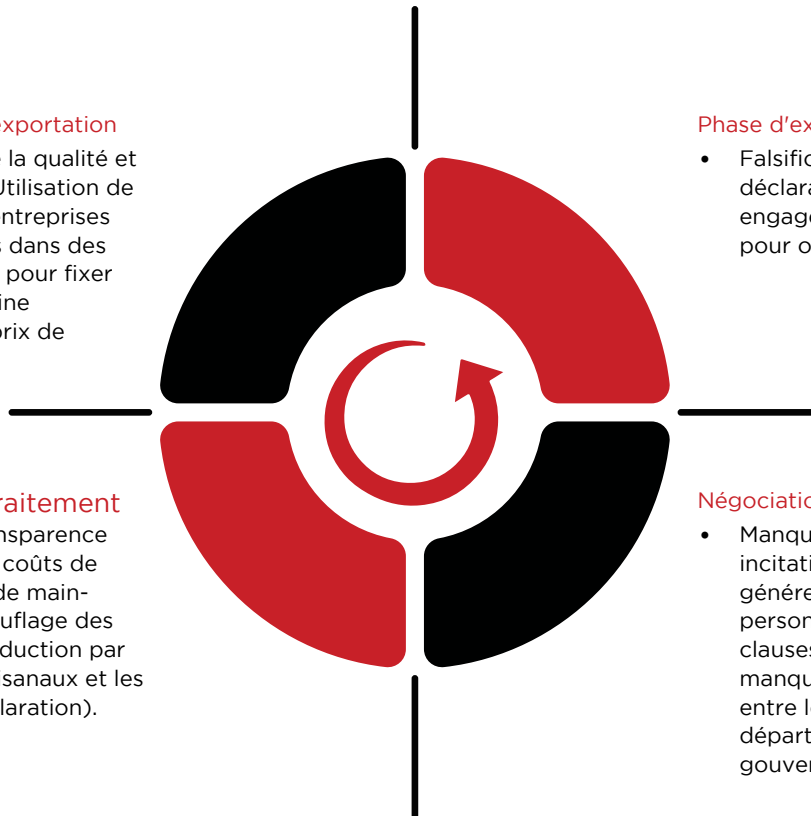 exportation
la qualité et
Utilisation de
entreprises
s dans des
pour fixer
ine
prix de
Phase d'ex
• Falsific
déclara
engage
pour o
raitement
nsparence
coûts de
de main-
uflage des
duction par
isanaux et les
laration).
Négociatio
• Manqu
incitati
génére
person
clauses
manqu
entre l
départ
gouver